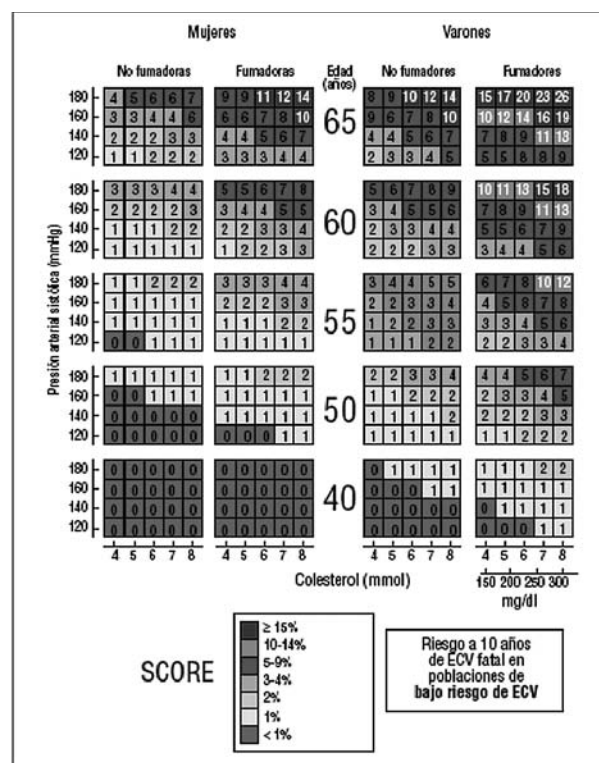 Mujeres Varones
No fumadoras Fumadoras Edad (años) No fumadores Fumadores
Presión arterial sistólica (mmHg)
180 4 5 6 6 7 9 9 11 12 14 65 8 9 10 12 14 15 17 20 23 26
160 3 3 4 4 6 6 6 7 8 10 9 6 7 8 10 10 12 14 16 19
140 2 2 2 3 3 4 4 5 6 7 4 4 5 6 7 7 8 9 11 13
120 1 1 2 2 2 3 3 3 4 4 2 3 3 4 5 5 5 6 8 9
180 3 3 3 4 4 5 5 6 7 8 60 5 6 7 8 9 10 11 13 15 18
160 2 2 2 2 3 3 4 4 5 5 3 4 5 5 6 7 8 9 11 13
140 1 1 1 2 2 2 2 3 3 4 2 3 3 4 4 5 5 6 7 9
120 1 1 1 1 1 1 2 2 2 3 2 2 2 3 3 3 4 4 5 6
180 1 1 2 2 2 3 3 3 4 4 55 3 4 4 5 5 6 7 8 10 12
160 1 1 1 1 1 2 2 2 3 3 2 2 3 3 4 4 5 6 7 8
140 1 1 1 1 1 1 1 1 2 2 1 2 2 2 3 3 3 4 5 6
120 0 0 1 1 1 1 1 1 1 1 1 1 2 2 2 2 2 3 3 4
180 1 1 1 1 1 1 1 2 2 2 50 2 2 3 3 4 4 4 5 6 7
160 0 0 1 1 1 1 1 1 1 1 1 1 2 2 2 2 3 3 4 5
140 0 0 0 0 0 1 1 1 1 1 1 1 1 1 2 2 2 2 3 3
120 0 0 0 0 0 0 0 0 1 1 1 1 1 1 1 1 1 2 2 2
180 0 0 0 0 0 0 0 0 0 0 40 0 1 1 1 1 1 1 1 2 2
160 0 0 0 0 0 0 0 0 0 0 0 0 0 1 1 1 1 1 1 1
140 0 0 0 0 0 0 0 0 0 0 0 0 0 0 0 0 1 1 1 1
120 0 0 0 0 0 0 0 0 0 0 0 0 0 0 0 0 0 0 1 1
4 5 6 7 8 4 5 6 7 8 4 5 6 7 8 4 5 6 7 8
Colesterol (mmol) 150 200 250 300
mg/dl
SCORE
≥ 15%
10-14%
5-9%
3-4%
2%
1%
< 1%
Riesgo a 10 años
de ECV fatal en
poblaciones de
bajo riesgo de ECV